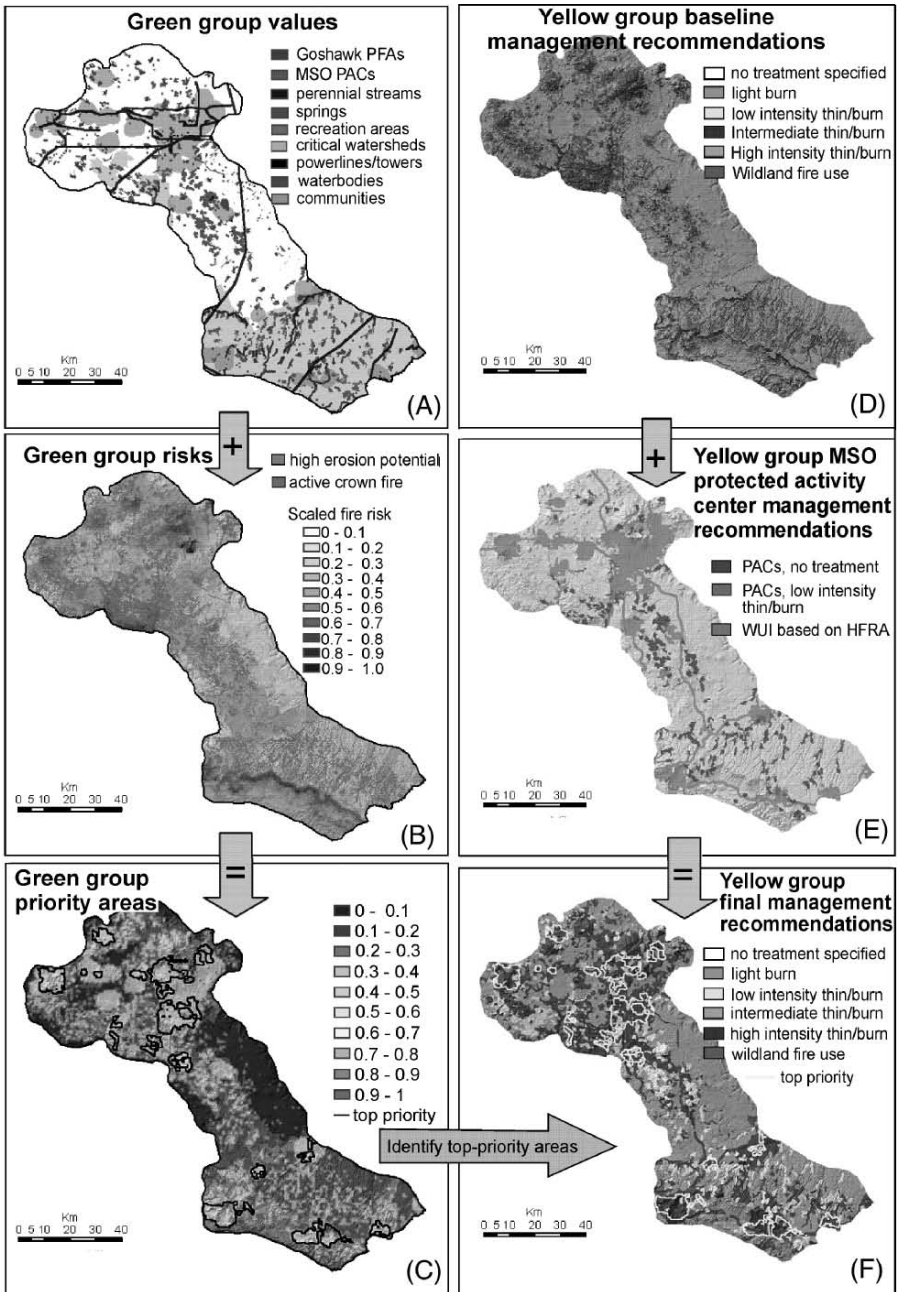 Green group values
Goshawk PFAs
MSO PACs
perennial streams
springs
recreation areas
critical watersheds
powerlines/towers
waterbodies
communities
Km
0 5 10 20 30 40
(A)
Yellow group baseline
management recommendations
no treatment specified
light burn
low intensity thin/burn
Intermediate thin/burn
High intensity thin/burn
Wildland fire use
Km
0 5 10 20 30 40
(D)
+
+
Green group risks
high erosion potential
active crown fire
Scaled fire risk
0 - 0.1
0.1 - 0.2
0.2 - 0.3
0.3 - 0.4
0.4 - 0.5
0.5 - 0.6
0.6 - 0.7
0.7 - 0.8
0.8 - 0.9
0.9 - 1.0
Km
0 5 10 20 30 40
(B)
Yellow group MSO
protected activity
center management
recommendations
PACs, no treatment
PACs, low intensity
thin/burn
WUI based on HFRA
Km
0 5 10 20 30 40
(E)
=
=
Green group
priority areas
0 - 0.1
0.1 - 0.2
0.2 - 0.3
0.3 - 0.4
0.4 - 0.5
0.5 - 0.6
0.6 - 0.7
0.7 - 0.8
0.8 - 0.9
0.9 - 1
top priority
Km
0 5 10 20 30 40
(C)
Identify top-priority areas
Yellow group
final management
recommendations
no treatment specified
light burn
low intensity thin/burn
intermediate thin/burn
high intensity thin/burn
wildland fire use
top priority
Km
0 5 10 20 30 40
(F)